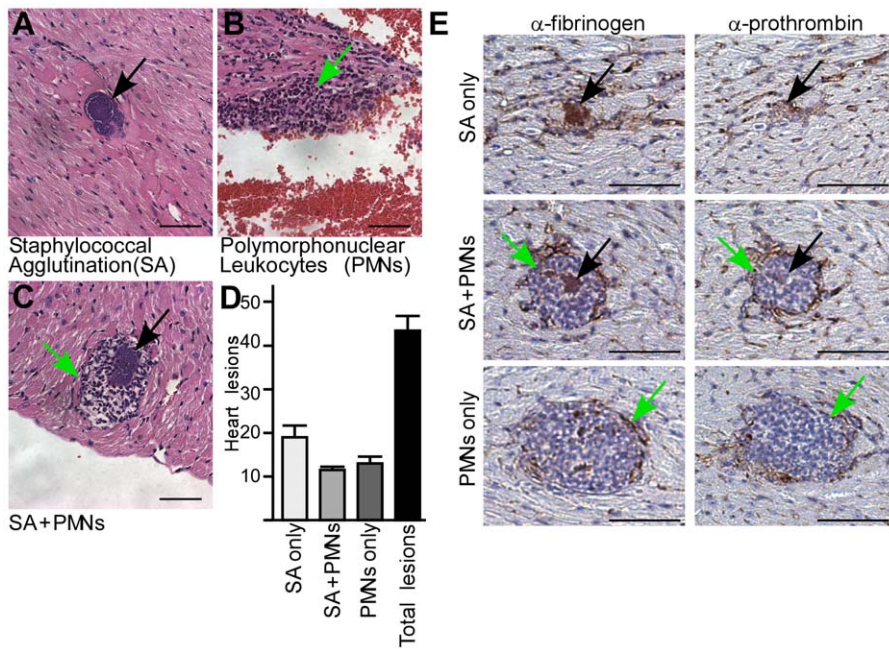 A
Staphylococcal
Agglutination(SA)
B
Polymorphonuclear
Leukocytes (PMNs)
C
SA+PMNs
D
Heart lesions
50
40
30
20
10
SA only
SA+PMNs
PMNs only
Total lesions
E
α-fibrinogen
α-prothrombin
SA only
SA+PMNs
PMNs only